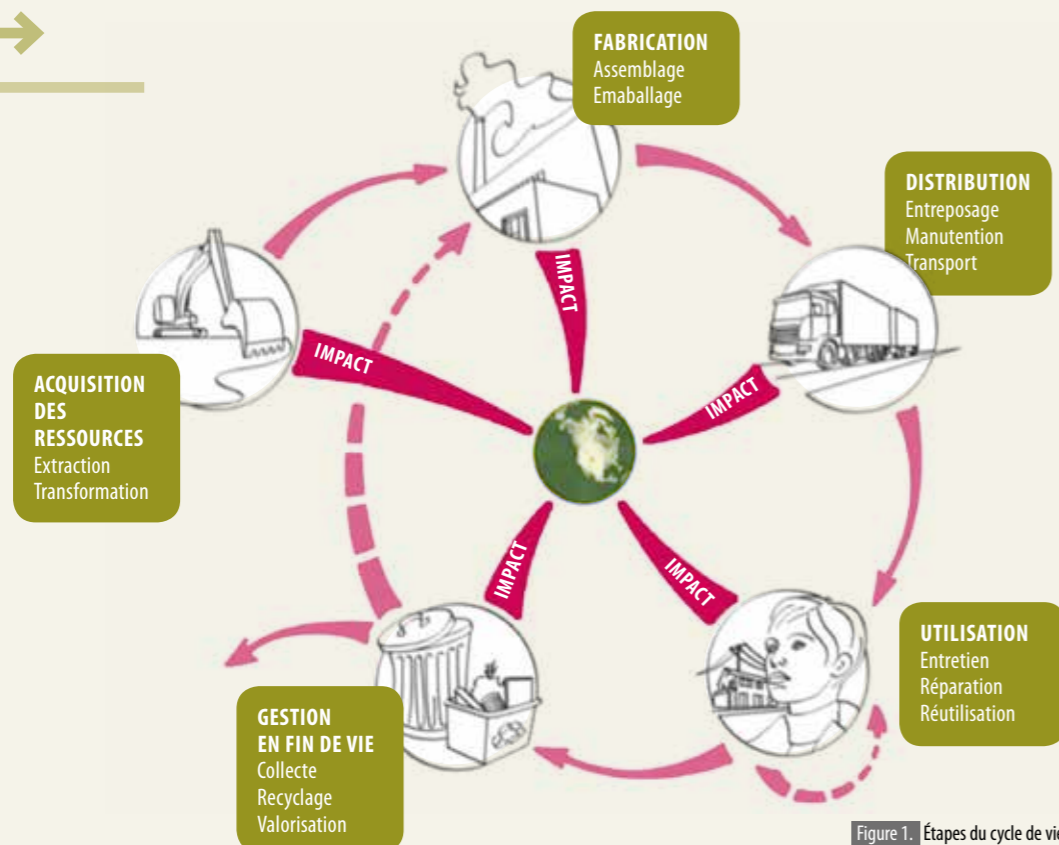 FABRICATION
Assemblage
Emaballage
DISTRIBUTION
Entreposage
Manutention
Transport
IMPACT
IMPACT
IMPACT
ACQUISITION
DES
RESSOURCES
Extraction
Transformation
IMPACT
IMPACT
UTILISATION
Entretien
Réparation
Réutilisation
GESTION
EN FIN DE VIE
Collecte
Recyclage
Valorisation
Figure 1. Étapes du cycle de vie